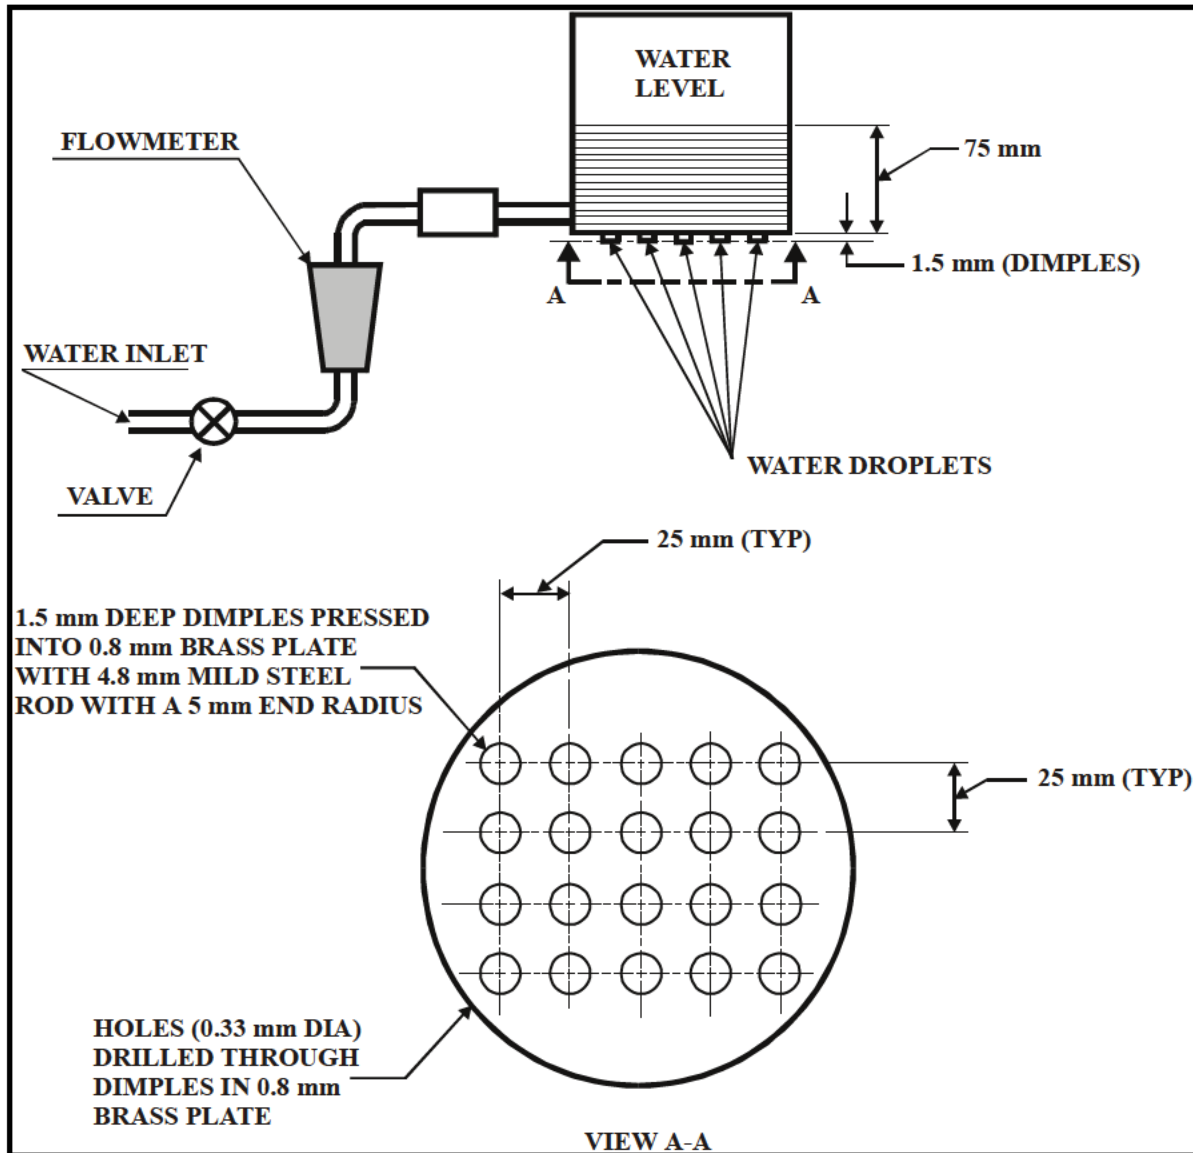 WATER
LEVEL
FLOWMETER
75 mm
1.5 mm (DIMPLES)
A
A
WATER INLET
WATER DROPLETS
VALVE
25 mm (TYP)
1.5 mm DEEP DIMPLES PRESSED
INTO 0.8 mm BRASS PLATE
WITH 4.8 mm MILD STEEL
ROD WITH A 5 mm END RADIUS
25 mm (TYP)
HOLES (0.33 mm DIA)
DRILLED THROUGH
DIMPLES IN 0.8 mm
BRASS PLATE
VIEW A-A